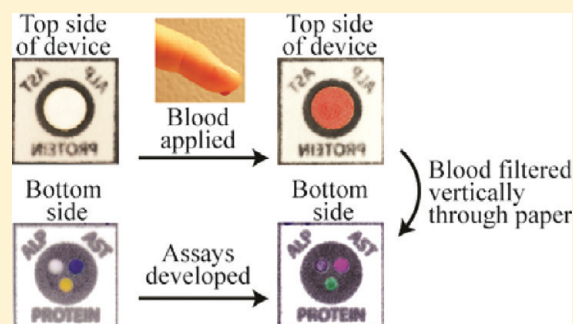 Top side
of device
AST
ALP
PROTEIN
Blood
applied
Top side
of device
AST
ALP
PROTEIN
Blood filtered
vertically
through paper
Bottom
side
ALP
AST
PROTEIN
Assays
developed
Bottom
side
ALP
AST
PROTEIN